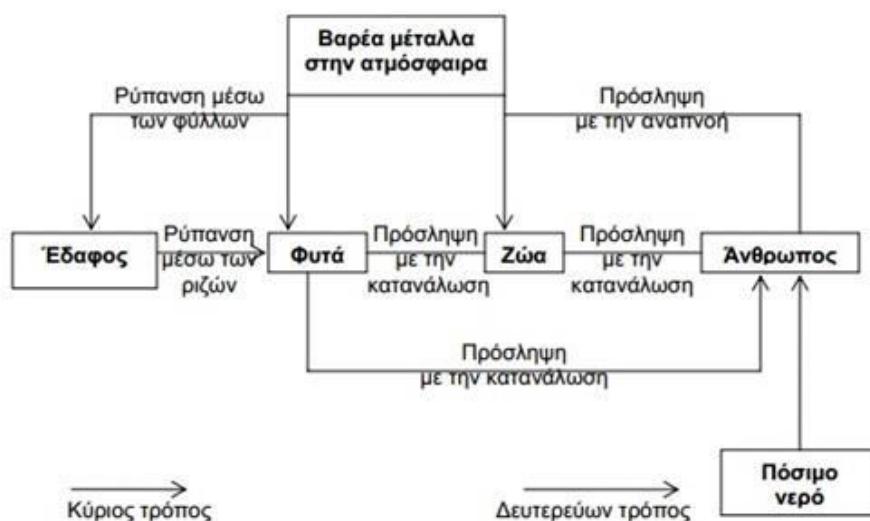 Βαρέα μέταλλα
στην ατμόσφαιρα
Ρύπανση μέσω
των φύλλων
Πρόσληψη
με την αναπνοή
Έδαφος
Ρύπανση
μέσω των
ριζών
Φυτά
Πρόσληψη
με την
κατανάλωση
Ζώα
Πρόσληψη
με την
κατανάλωση
Άνθρωπος
Πρόσληψη
με την κατανάλωση
Πόσιμο
νερό
Κύριος τρόπος
Δευτερεύων τρόπος